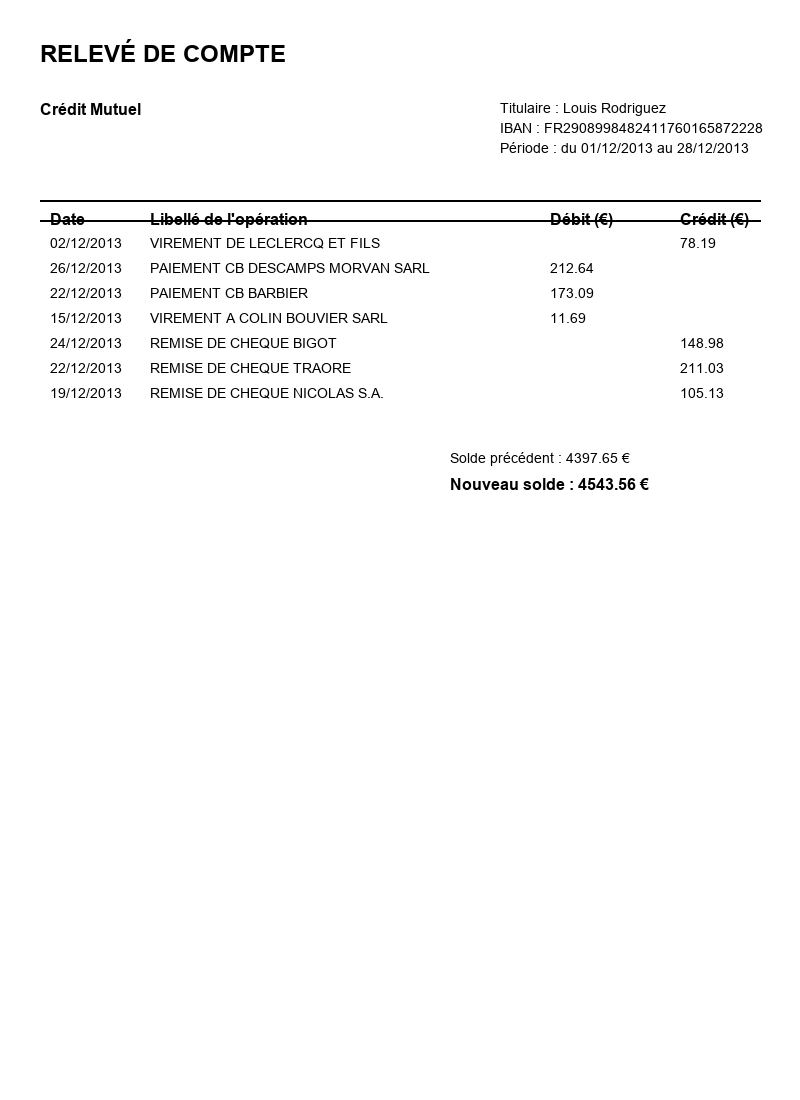 RELEVÉ DE COMPTE
Crédit Mutuel
Titulaire : Louis Rodriguez
IBAN : FR2908998482411760165872228
Période : du 01/12/2013 au 28/12/2013
Date Libellé de l'opération Débit (€) Crédit (€)
02/12/2013 VIREMENT DE LECLERCQ ET FILS 78.19
26/12/2013 PAIEMENT CB DESCAMPS MORVAN SARL 212.64
22/12/2013 PAIEMENT CB BARBIER 173.09
15/12/2013 VIREMENT A COLIN BOUVIER SARL 11.69
24/12/2013 REMISE DE CHEQUE BIGOT 148.98
22/12/2013 REMISE DE CHEQUE TRAORE 211.03
19/12/2013 REMISE DE CHEQUE NICOLAS S.A. 105.13
Solde précédent : 4397.65 €
Nouveau solde : 4543.56 €